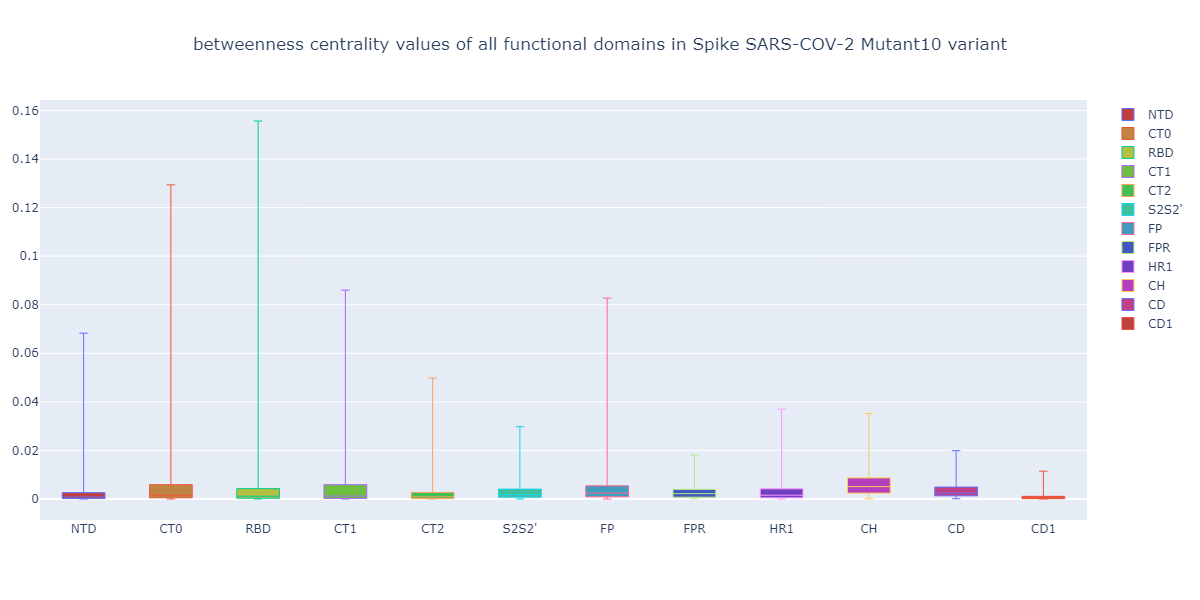 betweenness centrality values of all functional domains in Spike SARS-COV-2 Mutant10 variant
0.16
0.14
0.12
0.1
0.08
0.06
0.04
0.02
0
NTD CT0 RBD CT1 CT2 S2S2' FP FPR HR1 CH CD CD1
NTD
CT0
RBD
CT1
CT2
S2S2'
FP
FPR
HR1
CH
CD
CD1